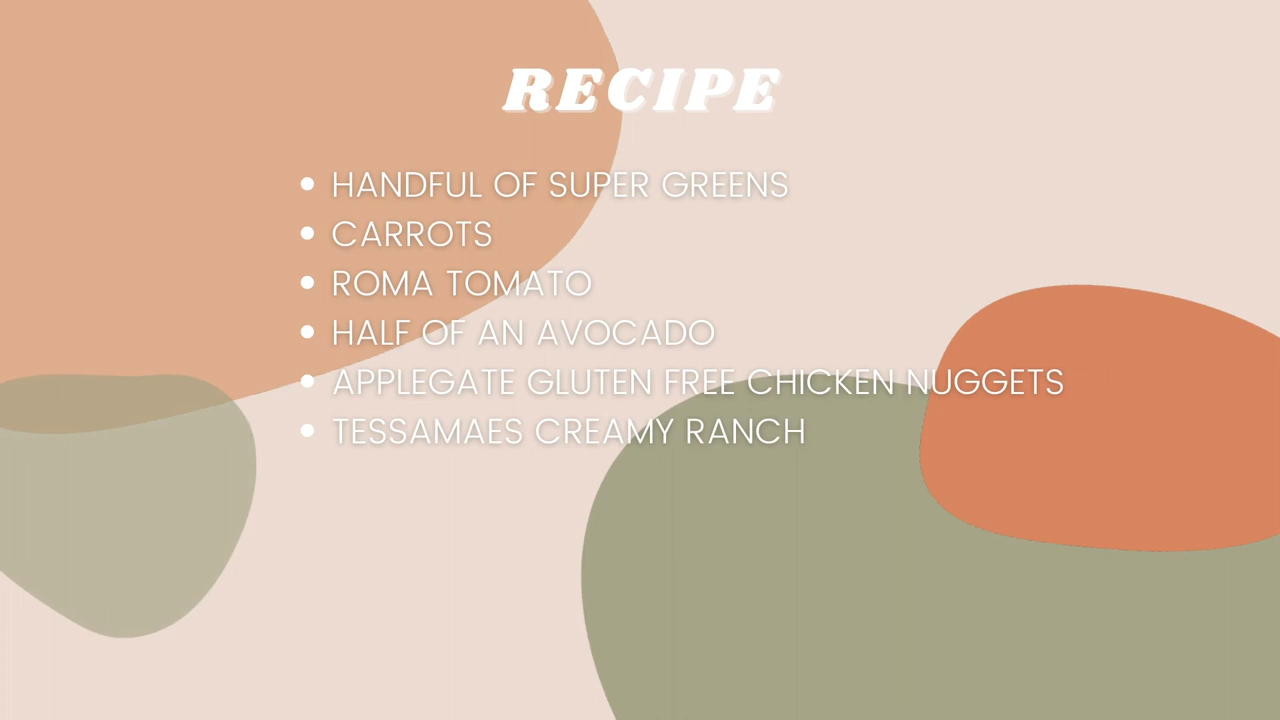 RECIPE
• HANDFUL OF SUPER GREENS
• CARROTS
• ROMA TOMATO
• HALF OF AN AVOCADO
• APPLEGATE GLUTEN FREE CHICKEN NUGGETS
• TESSAMAES CREAMY RANCH